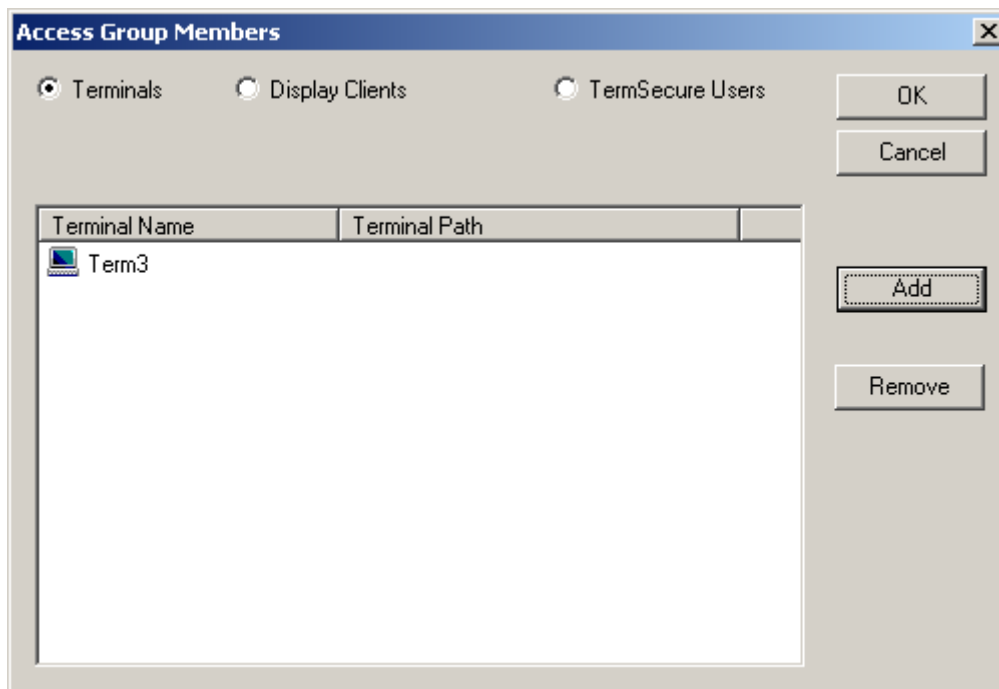 Access Group Members
Terminals Display Clients TermSecure Users
OK
Cancel
Terminal Name Terminal Path
Term3
Add
Remove